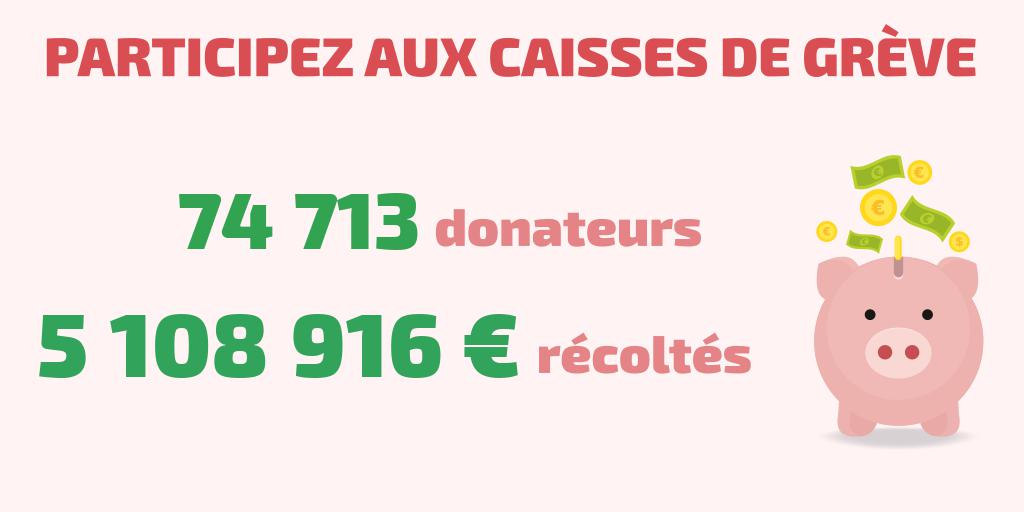 PARTICIPEZ AUX CAISSES DE GRÈVE
74 713 donateurs
5 108 916 € récoltés